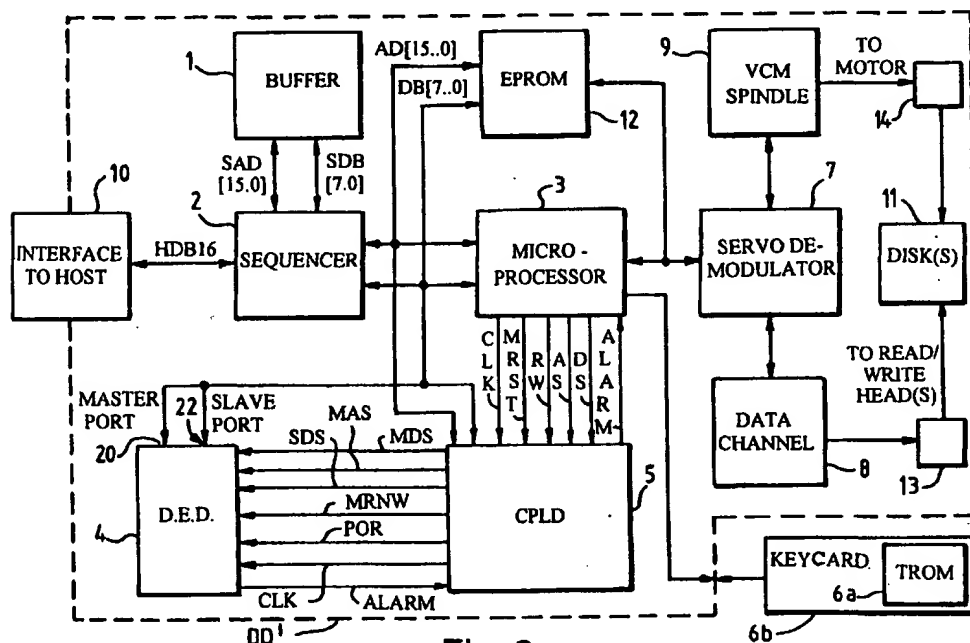 1
BUFFER
AD[15..0]
DB[7..0]
EPROM
12
9
VCM
SPINDLE
TO
MOTOR
14
SAD
[15.0]
SDB
[7.0]
10
INTERFACE
TO HOST
HDB16
2
SEQUENCER
3
MICRO-
PROCESSOR
7
SERVO DE-
MODULATOR
11
DISK(S)
CLK
MRST
RW
AS
DS
ALARM
TO READ/
WRITE
HEAD(S)
DATA
CHANNEL
8
13
MASTER
PORT
20
22
SLAVE
PORT
MAS
SDS
MDS
MRNW
POR
CLK
ALARM
D.E.D.
4
CPLD
5
KEYCARD
TROM
6a
6b
DD'